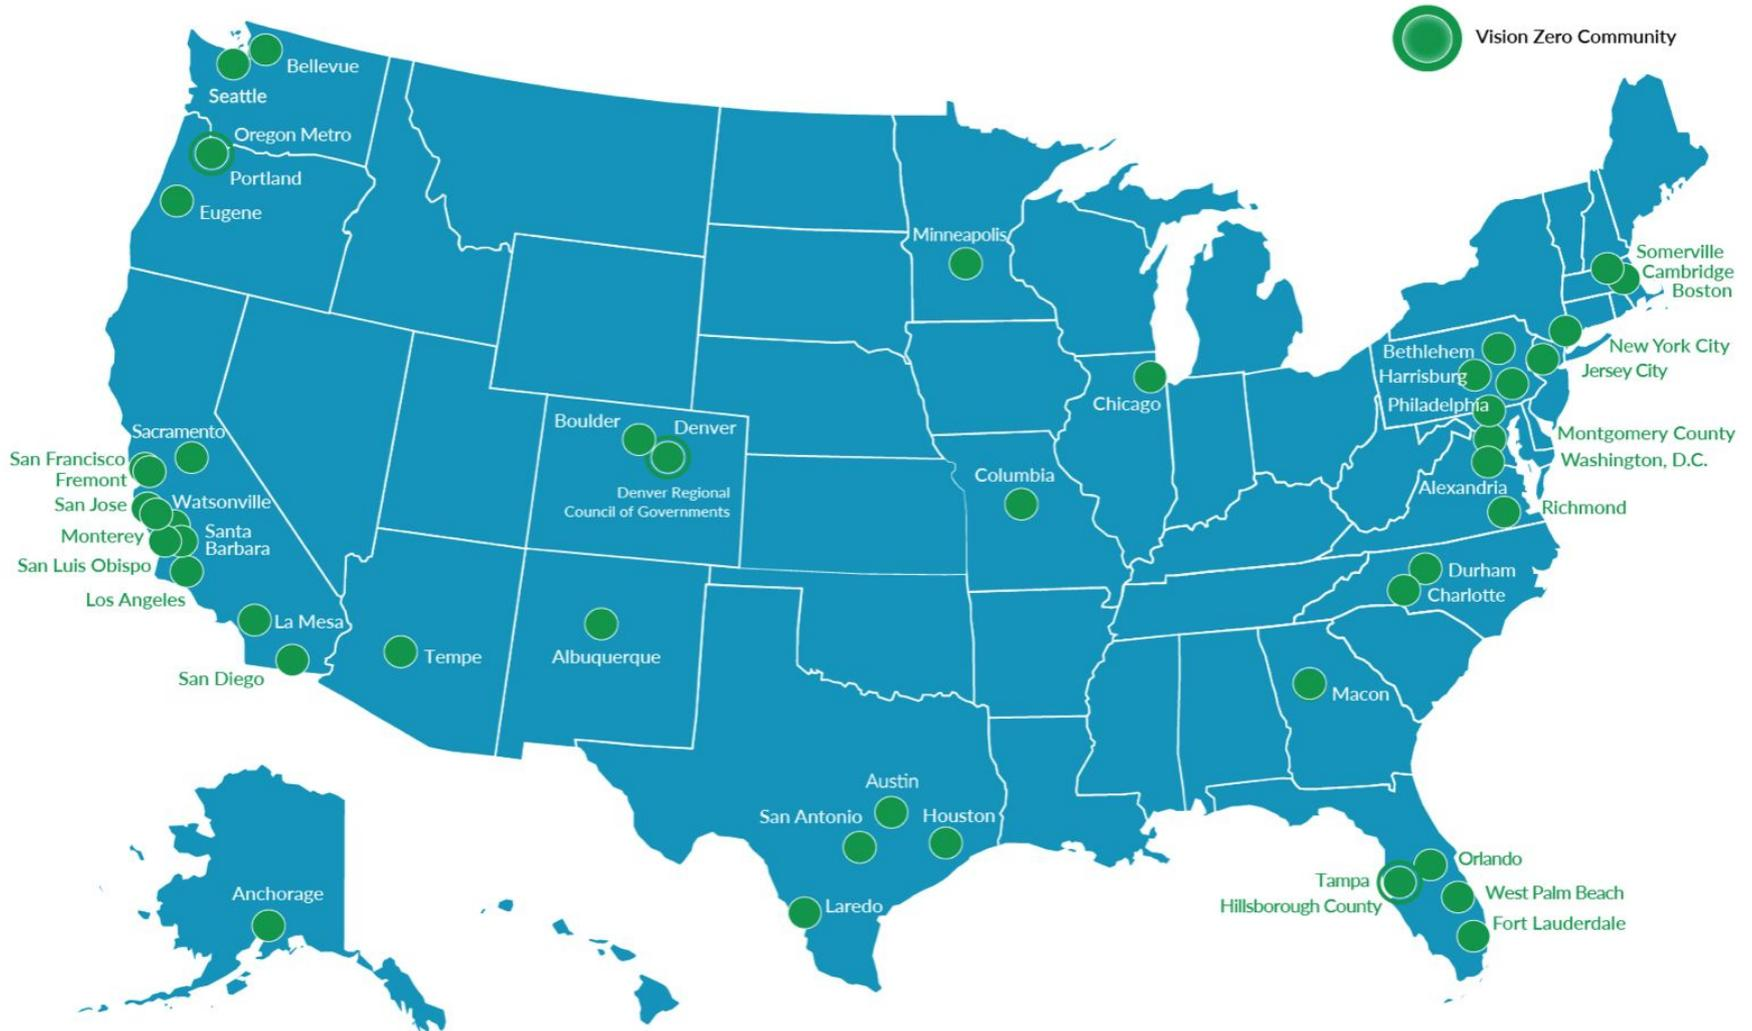 Vision Zero Community
Bellevue
Seattle
Oregon Metro
Portland
Eugene
Minneapolis
Somerville
Cambridge
Boston
New York City
Jersey City
Bethlehem
Harrisburg
Philadelphia
Chicago
Boulder
Denver
Denver Regional
Council of Governments
Sacramento
San Francisco
Fremont
San Jose
Watsonville
Monterey
Santa
Barbara
San Luis Obispo
Los Angeles
La Mesa
San Diego
Columbia
Montgomery County
Washington, D.C.
Alexandria
Richmond
Durham
Charlotte
Tempe
Albuquerque
Macon
Austin
San Antonio
Houston
Laredo
Anchorage
Orlando
Tampa
Hillsborough County
West Palm Beach
Fort Lauderdale